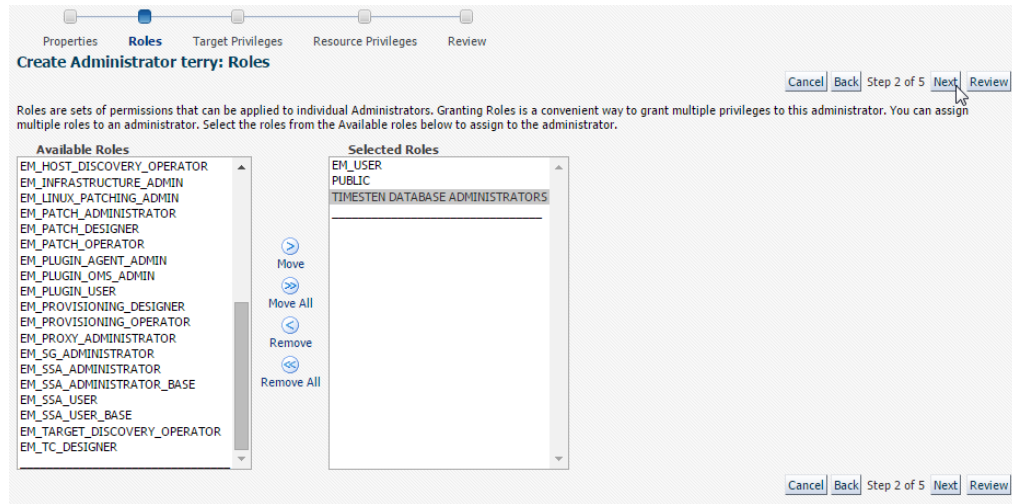 Properties Roles Target Privileges Resource Privileges Review
Create Administrator terry: Roles
Cancel Back Step 2 of 5 Next Review
Roles are sets of permissions that can be applied to individual Administrators. Granting Roles is a convenient way to grant multiple privileges to this administrator. You can assign
multiple roles to an administrator. Select the roles from the Available roles below to assign to the administrator.
Available Roles
EM_HOST_DISCOVERY_OPERATOR
EM_INFRASTRUCTURE_ADMIN
EM_LINUX_PATCHING_ADMIN
EM_PATCH_ADMINISTRATOR
EM_PATCH_DESIGNER
EM_PATCH_OPERATOR
EM_PLUGIN_AGENT_ADMIN
EM_PLUGIN_OMS_ADMIN
EM_PLUGIN_USER
EM_PROVISIONING_DESIGNER
EM_PROVISIONING_OPERATOR
EM_PROXY_ADMINISTRATOR
EM_SG_ADMINISTRATOR
EM_SSA_ADMINISTRATOR
EM_SSA_ADMINISTRATOR_BASE
EM_SSA_USER
EM_SSA_USER_BASE
EM_TARGET_DISCOVERY_OPERATOR
EM_TC_DESIGNER
Move
Move All
Remove
Remove All
Selected Roles
EM_USER
PUBLIC
TIMESTEN DATABASE ADMINISTRATORS
Cancel Back Step 2 of 5 Next Review